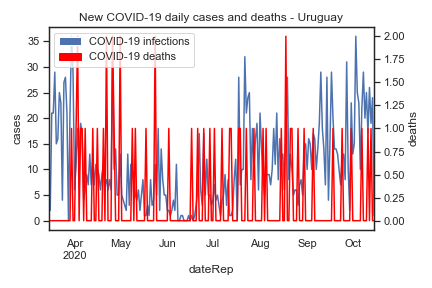 New COVID-19 daily cases and deaths - Uruguay
COVID-19 infections
COVID-19 deaths
cases
35
30
25
20
15
10
5
0
2.00
1.75
1.50
1.25
1.00
0.75
0.50
0.25
0.00
deaths
Apr May Jun Jul Aug Sep Oct
2020
dateRep